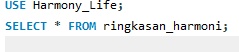 USE Harmony_Life;
SELECT * FROM ringkasan_harmoni;